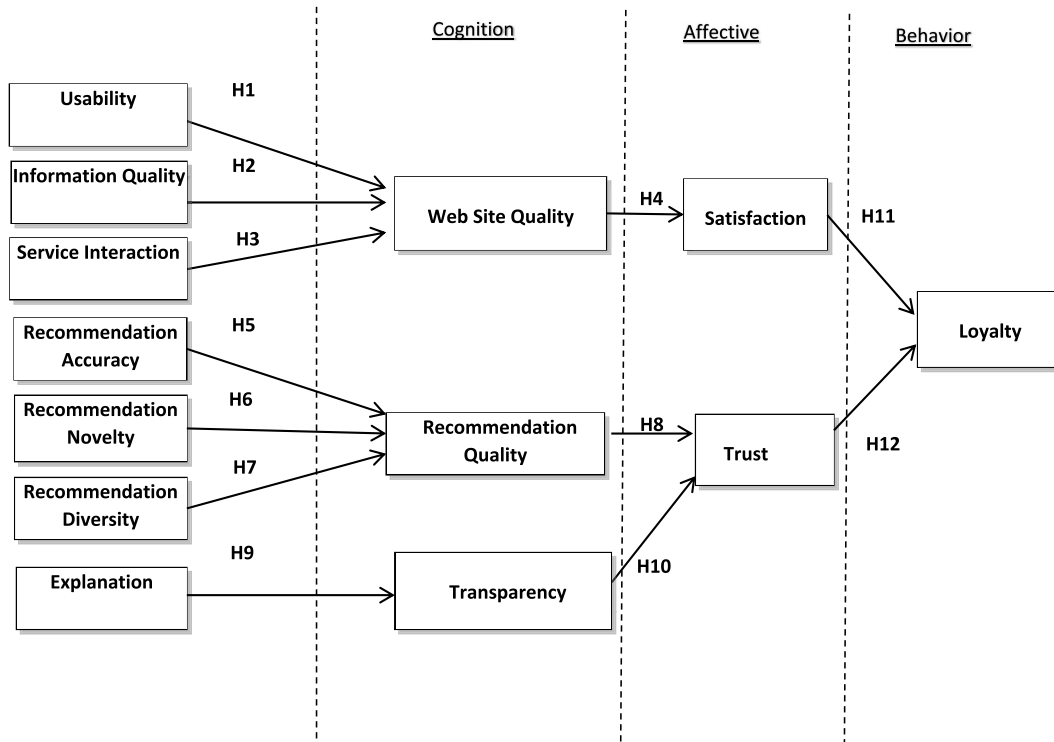 Cognition
Affective
Behavior
H1
Usability
H2
Information Quality
H3
Service Interaction
Web Site Quality
H4
Satisfaction
H11
Loyalty
H5
Recommendation
Accuracy
H6
Recommendation
Novelty
H7
Recommendation
Diversity
Recommendation
Quality
H8
Trust
H12
H9
Explanation
Transparency
H10